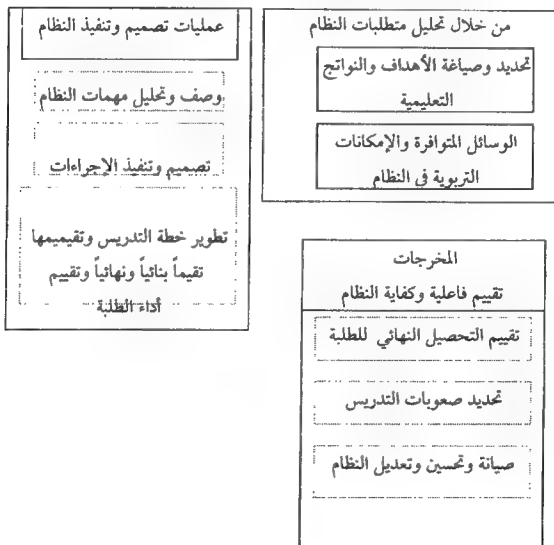 من خلال تحليل متطلبات النظام
تحديد وصياغة الأهداف والنواتج
التعليمية
الوسائل المتوافرة والإمكانات
التربوية في النظام
عمليات تصميم وتنفيذ النظام
وصف وتحليل مهمات النظام
تصميم وتنفيذ الإجراءات
تطوير خطة التدريس وتقيميمها
تقيماً بنائياً ونهائياً وتقييم
أداء الطلبة
المخرجات
تقييم فاعلية وكفاية النظام
تقييم التحصيل النهائي للطلبة
تحديد صعوبات التدريس
صيانة وتحسين وتعديل النظام